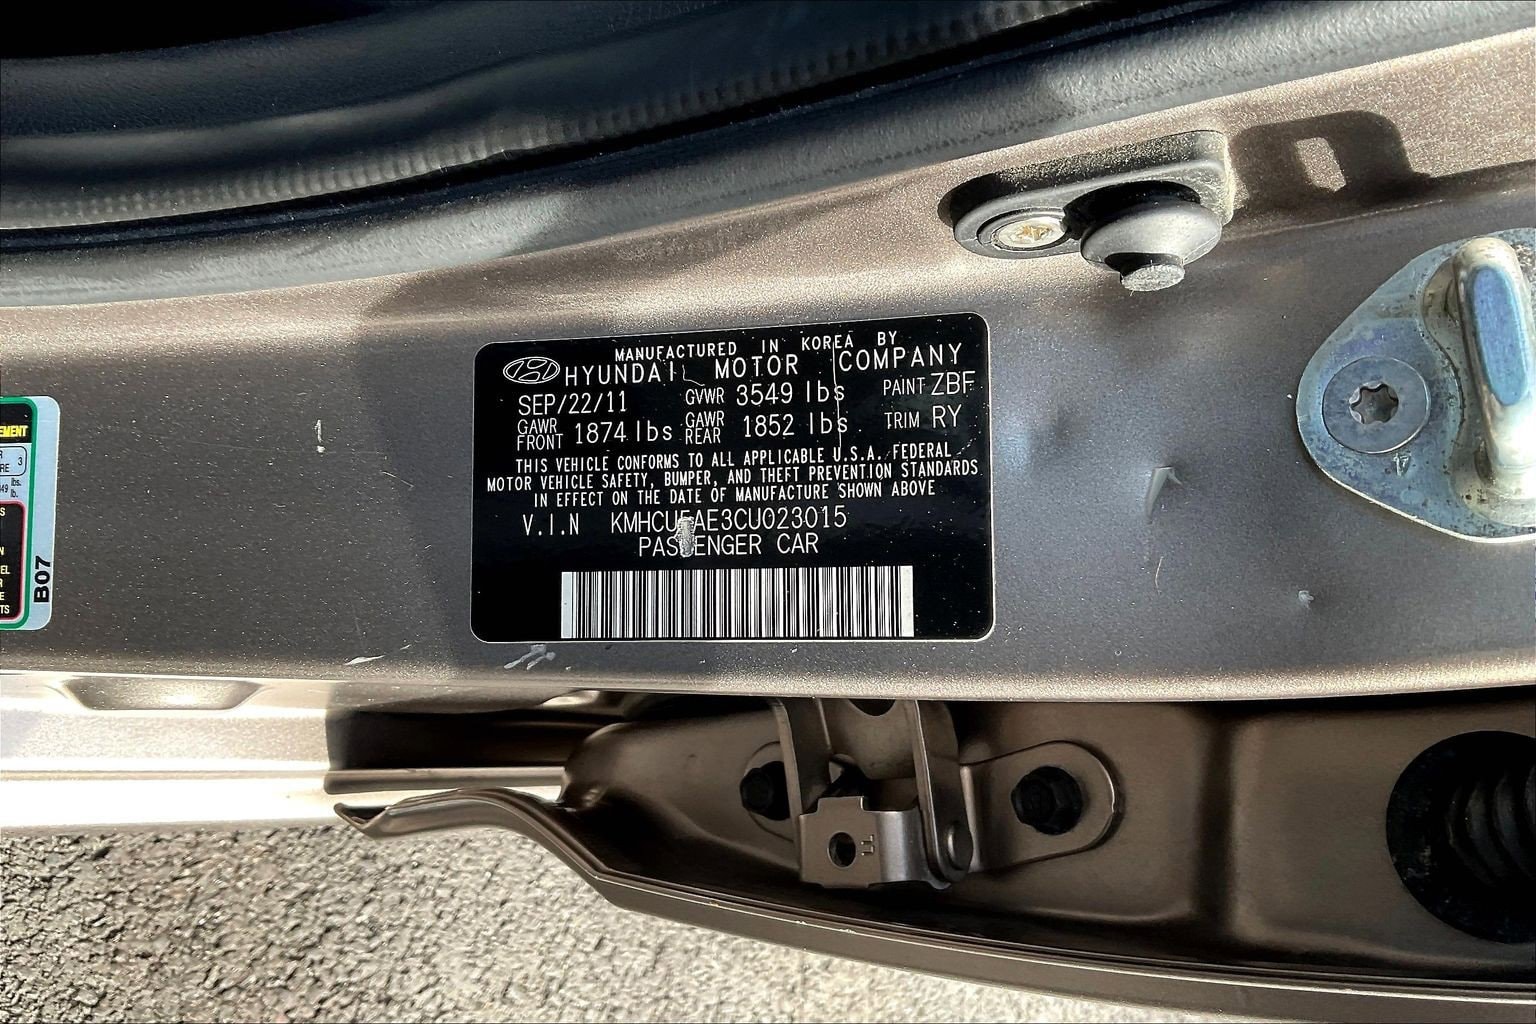 MANUFACTURED IN KOREA BY
HYUNDAI MOTOR COMPANY
SEP/22/11 GVWR 3549 lbs PAINT ZBF
GAWR FRONT 1874 lbs GAWR REAR 1852 lbs TRIM RY
THIS VEHICLE CONFORMS TO ALL APPLICABLE U.S.A. FEDERAL
MOTOR VEHICLE SAFETY, BUMPER, AND THEFT PREVENTION STANDARDS
IN EFFECT ON THE DATE OF MANUFACTURE SHOWN ABOVE
V.I.N KMHCU5AE3CU023015
PASSENGER CAR
B07
3
lbs.